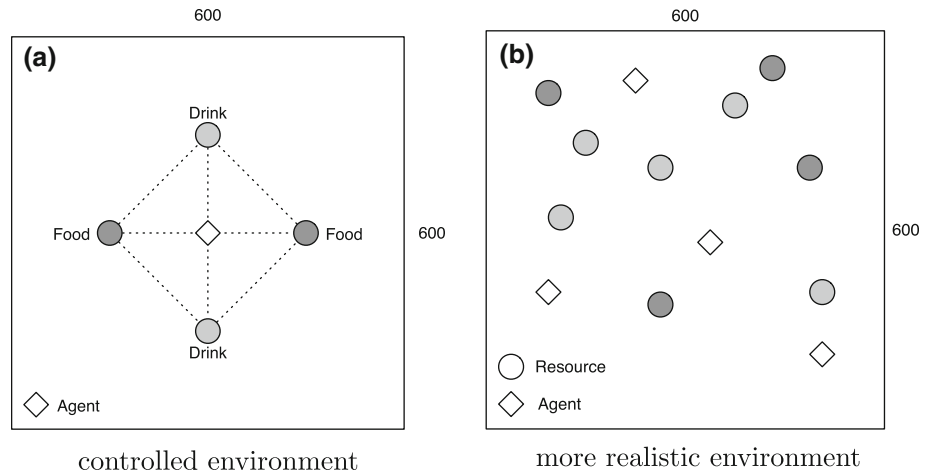 600
(a)
Drink
Food
Food
600
Drink
Agent
controlled environment
600
(b)
600
Resource
Agent
more realistic environment